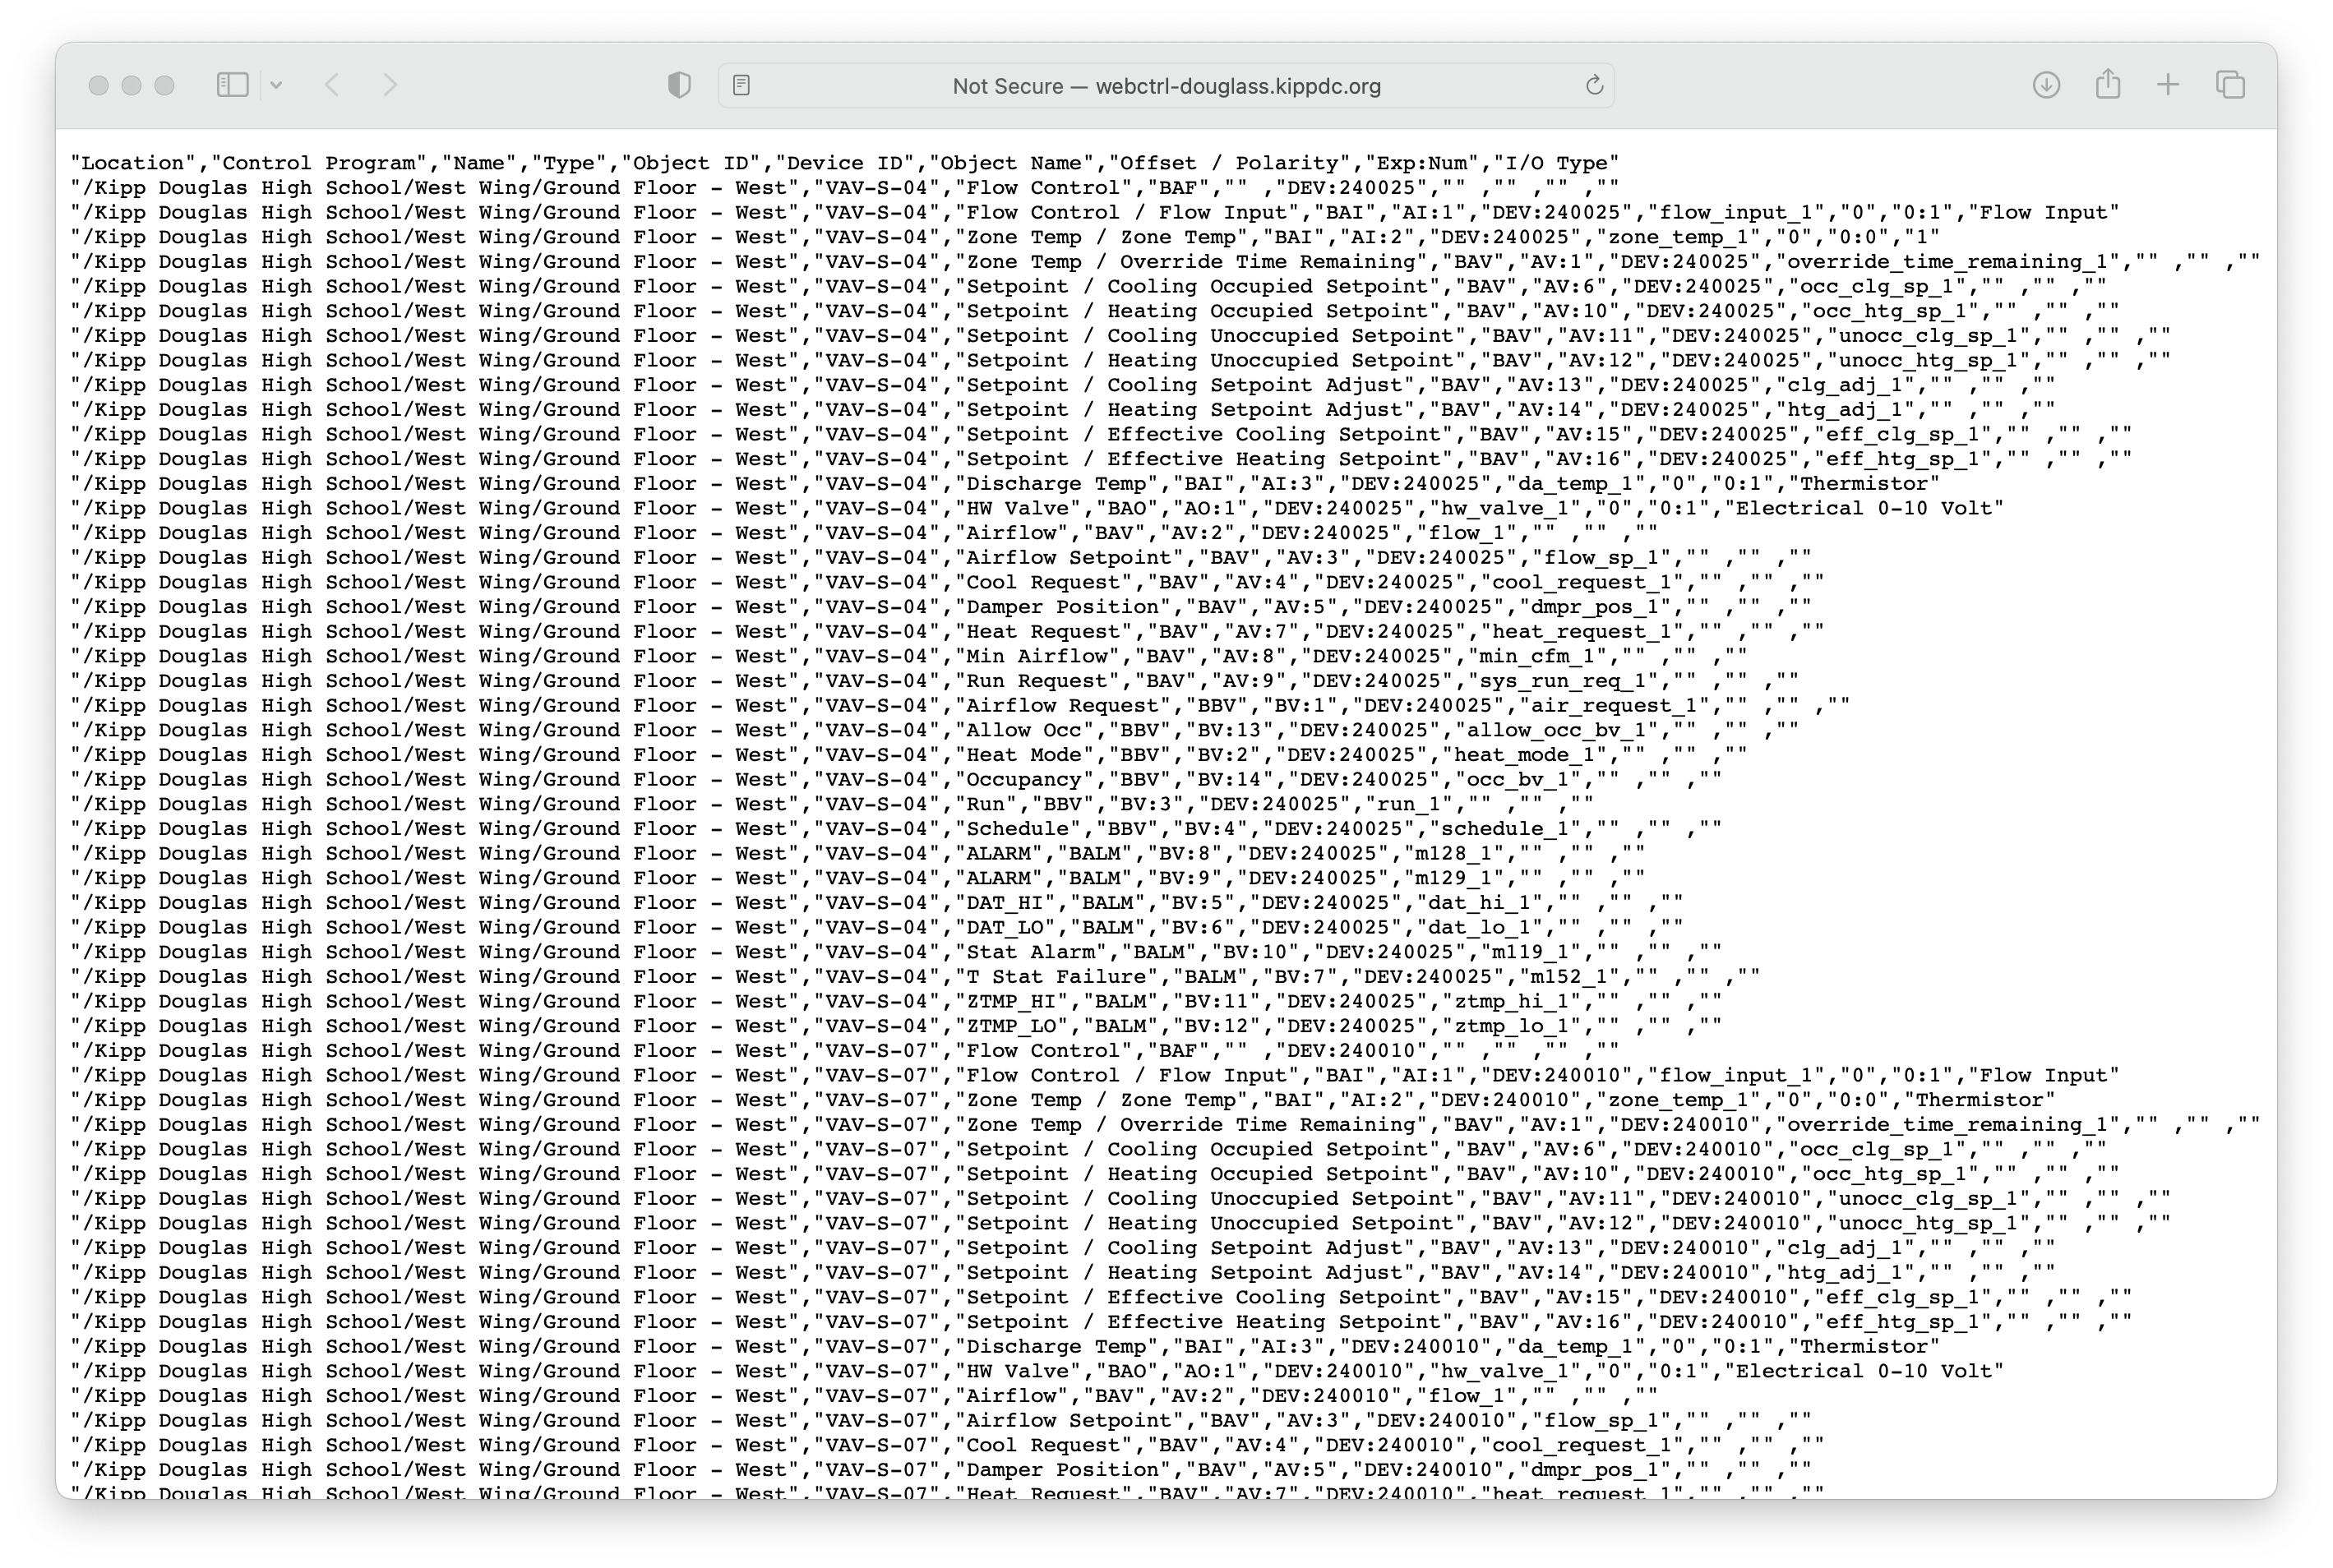 Not Secure — webctrl-douglass.kippdc.org
"Location","Control Program","Name","Type","Object ID","Device ID","Object Name","Offset / Polarity","Exp:Num","I/O Type"
"/Kipp Douglas High School/West Wing/Ground Floor - West","VAV-S-04","Flow Control","BAF","" ,"DEV:240025","" ,"" ,"" ,""
"/Kipp Douglas High School/West Wing/Ground Floor - West","VAV-S-04","Flow Control / Flow Input","BAI","AI:1","DEV:240025","flow_input_1","0","0:1","Flow Input"
"/Kipp Douglas High School/West Wing/Ground Floor - West","VAV-S-04","Zone Temp / Zone Temp","BAI","AI:2","DEV:240025","zone_temp_1","0","0:0","1"
"/Kipp Douglas High School/West Wing/Ground Floor - West","VAV-S-04","Zone Temp / Override Time Remaining","BAV","AV:1","DEV:240025","override_time_remaining_1","" ,"" ,""
"/Kipp Douglas High School/West Wing/Ground Floor - West","VAV-S-04","Setpoint / Cooling Occupied Setpoint","BAV","AV:6","DEV:240025","occ_clg_sp_1","" ,"" ,""
"/Kipp Douglas High School/West Wing/Ground Floor - West","VAV-S-04","Setpoint / Heating Occupied Setpoint","BAV","AV:10","DEV:240025","occ_htg_sp_1","" ,"" ,""
"/Kipp Douglas High School/West Wing/Ground Floor - West","VAV-S-04","Setpoint / Cooling Unoccupied Setpoint","BAV","AV:11","DEV:240025","unocc_clg_sp_1","" ,"" ,""
"/Kipp Douglas High School/West Wing/Ground Floor - West","VAV-S-04","Setpoint / Heating Unoccupied Setpoint","BAV","AV:12","DEV:240025","unocc_htg_sp_1","" ,"" ,""
"/Kipp Douglas High School/West Wing/Ground Floor - West","VAV-S-04","Setpoint / Cooling Setpoint Adjust","BAV","AV:13","DEV:240025","clg_adj_1","" ,"" ,""
"/Kipp Douglas High School/West Wing/Ground Floor - West","VAV-S-04","Setpoint / Heating Setpoint Adjust","BAV","AV:14","DEV:240025","htg_adj_1","" ,"" ,""
"/Kipp Douglas High School/West Wing/Ground Floor - West","VAV-S-04","Setpoint / Effective Cooling Setpoint","BAV","AV:15","DEV:240025","eff_clg_sp_1","" ,"" ,""
"/Kipp Douglas High School/West Wing/Ground Floor - West","VAV-S-04","Setpoint / Effective Heating Setpoint","BAV","AV:16","DEV:240025","eff_htg_sp_1","" ,"" ,""
"/Kipp Douglas High School/West Wing/Ground Floor - West","VAV-S-04","Discharge Temp","BAI","AI:3","DEV:240025","da_temp_1","0","0:1","Thermistor"
"/Kipp Douglas High School/West Wing/Ground Floor - West","VAV-S-04","HW Valve","BAO","AO:1","DEV:240025","hw_valve_1","0","0:1","Electrical 0-10 Volt"
"/Kipp Douglas High School/West Wing/Ground Floor - West","VAV-S-04","Airflow","BAV","AV:2","DEV:240025","flow_1","" ,"" ,""
"/Kipp Douglas High School/West Wing/Ground Floor - West","VAV-S-04","Airflow Setpoint","BAV","AV:3","DEV:240025","flow_sp_1","" ,"" ,""
"/Kipp Douglas High School/West Wing/Ground Floor - West","VAV-S-04","Cool Request","BAV","AV:4","DEV:240025","cool_request_1","" ,"" ,""
"/Kipp Douglas High School/West Wing/Ground Floor - West","VAV-S-04","Damper Position","BAV","AV:5","DEV:240025","dmpr_pos_1","" ,"" ,""
"/Kipp Douglas High School/West Wing/Ground Floor - West","VAV-S-04","Heat Request","BAV","AV:7","DEV:240025","heat_request_1","" ,"" ,""
"/Kipp Douglas High School/West Wing/Ground Floor - West","VAV-S-04","Min Airflow","BAV","AV:8","DEV:240025","min_cfm_1","" ,"" ,""
"/Kipp Douglas High School/West Wing/Ground Floor - West","VAV-S-04","Run Request","BAV","AV:9","DEV:240025","sys_run_req_1","" ,"" ,""
"/Kipp Douglas High School/West Wing/Ground Floor - West","VAV-S-04","Airflow Request","BBV","BV:1","DEV:240025","air_request_1","" ,"" ,""
"/Kipp Douglas High School/West Wing/Ground Floor - West","VAV-S-04","Allow Occ","BBV","BV:13","DEV:240025","allow_occ_bv_1","" ,"" ,""
"/Kipp Douglas High School/West Wing/Ground Floor - West","VAV-S-04","Heat Mode","BBV","BV:2","DEV:240025","heat_mode_1","" ,"" ,""
"/Kipp Douglas High School/West Wing/Ground Floor - West","VAV-S-04","Occupancy","BBV","BV:14","DEV:240025","occ_bv_1","" ,"" ,""
"/Kipp Douglas High School/West Wing/Ground Floor - West","VAV-S-04","Run","BBV","BV:3","DEV:240025","run_1","" ,"" ,""
"/Kipp Douglas High School/West Wing/Ground Floor - West","VAV-S-04","Schedule","BBV","BV:4","DEV:240025","schedule_1","" ,"" ,""
"/Kipp Douglas High School/West Wing/Ground Floor - West","VAV-S-04","ALARM","BALM","BV:8","DEV:240025","m128_1","" ,"" ,""
"/Kipp Douglas High School/West Wing/Ground Floor - West","VAV-S-04","ALARM","BALM","BV:9","DEV:240025","m129_1","" ,"" ,""
"/Kipp Douglas High School/West Wing/Ground Floor - West","VAV-S-04","DAT_HI","BALM","BV:5","DEV:240025","dat_hi_1","" ,"" ,""
"/Kipp Douglas High School/West Wing/Ground Floor - West","VAV-S-04","DAT_LO","BALM","BV:6","DEV:240025","dat_lo_1","" ,"" ,""
"/Kipp Douglas High School/West Wing/Ground Floor - West","VAV-S-04","Stat Alarm","BALM","BV:10","DEV:240025","m119_1","" ,"" ,""
"/Kipp Douglas High School/West Wing/Ground Floor - West","VAV-S-04","T Stat Failure","BALM","BV:7","DEV:240025","m152_1","" ,"" ,""
"/Kipp Douglas High School/West Wing/Ground Floor - West","VAV-S-04","ZTMP_HI","BALM","BV:11","DEV:240025","ztmp_hi_1","" ,"" ,""
"/Kipp Douglas High School/West Wing/Ground Floor - West","VAV-S-04","ZTMP_LO","BALM","BV:12","DEV:240025","ztmp_lo_1","" ,"" ,""
"/Kipp Douglas High School/West Wing/Ground Floor - West","VAV-S-07","Flow Control","BAF","" ,"DEV:240010","" ,"" ,"" ,""
"/Kipp Douglas High School/West Wing/Ground Floor - West","VAV-S-07","Flow Control / Flow Input","BAI","AI:1","DEV:240010","flow_input_1","0","0:1","Flow Input"
"/Kipp Douglas High School/West Wing/Ground Floor - West","VAV-S-07","Zone Temp / Zone Temp","BAI","AI:2","DEV:240010","zone_temp_1","0","0:0","Thermistor"
"/Kipp Douglas High School/West Wing/Ground Floor - West","VAV-S-07","Zone Temp / Override Time Remaining","BAV","AV:1","DEV:240010","override_time_remaining_1","" ,"" ,""
"/Kipp Douglas High School/West Wing/Ground Floor - West","VAV-S-07","Setpoint / Cooling Occupied Setpoint","BAV","AV:6","DEV:240010","occ_clg_sp_1","" ,"" ,""
"/Kipp Douglas High School/West Wing/Ground Floor - West","VAV-S-07","Setpoint / Heating Occupied Setpoint","BAV","AV:10","DEV:240010","occ_htg_sp_1","" ,"" ,""
"/Kipp Douglas High School/West Wing/Ground Floor - West","VAV-S-07","Setpoint / Cooling Unoccupied Setpoint","BAV","AV:11","DEV:240010","unocc_clg_sp_1","" ,"" ,""
"/Kipp Douglas High School/West Wing/Ground Floor - West","VAV-S-07","Setpoint / Heating Unoccupied Setpoint","BAV","AV:12","DEV:240010","unocc_htg_sp_1","" ,"" ,""
"/Kipp Douglas High School/West Wing/Ground Floor - West","VAV-S-07","Setpoint / Cooling Setpoint Adjust","BAV","AV:13","DEV:240010","clg_adj_1","" ,"" ,""
"/Kipp Douglas High School/West Wing/Ground Floor - West","VAV-S-07","Setpoint / Heating Setpoint Adjust","BAV","AV:14","DEV:240010","htg_adj_1","" ,"" ,""
"/Kipp Douglas High School/West Wing/Ground Floor - West","VAV-S-07","Setpoint / Effective Cooling Setpoint","BAV","AV:15","DEV:240010","eff_clg_sp_1","" ,"" ,""
"/Kipp Douglas High School/West Wing/Ground Floor - West","VAV-S-07","Setpoint / Effective Heating Setpoint","BAV","AV:16","DEV:240010","eff_htg_sp_1","" ,"" ,""
"/Kipp Douglas High School/West Wing/Ground Floor - West","VAV-S-07","Discharge Temp","BAI","AI:3","DEV:240010","da_temp_1","0","0:1","Thermistor"
"/Kipp Douglas High School/West Wing/Ground Floor - West","VAV-S-07","HW Valve","BAO","AO:1","DEV:240010","hw_valve_1","0","0:1","Electrical 0-10 Volt"
"/Kipp Douglas High School/West Wing/Ground Floor - West","VAV-S-07","Airflow","BAV","AV:2","DEV:240010","flow_1","" ,"" ,""
"/Kipp Douglas High School/West Wing/Ground Floor - West","VAV-S-07","Airflow Setpoint","BAV","AV:3","DEV:240010","flow_sp_1","" ,"" ,""
"/Kipp Douglas High School/West Wing/Ground Floor - West","VAV-S-07","Cool Request","BAV","AV:4","DEV:240010","cool_request_1","" ,"" ,""
"/Kipp Douglas High School/West Wing/Ground Floor - West","VAV-S-07","Damper Position","BAV","AV:5","DEV:240010","dmpr_pos_1","" ,"" ,""
"/Kipp Douglas High School/West Wing/Ground Floor - West","VAV-S-07","Heat Request","BAV","AV:7","DEV:240010","heat_request_1","" ,"" ,""